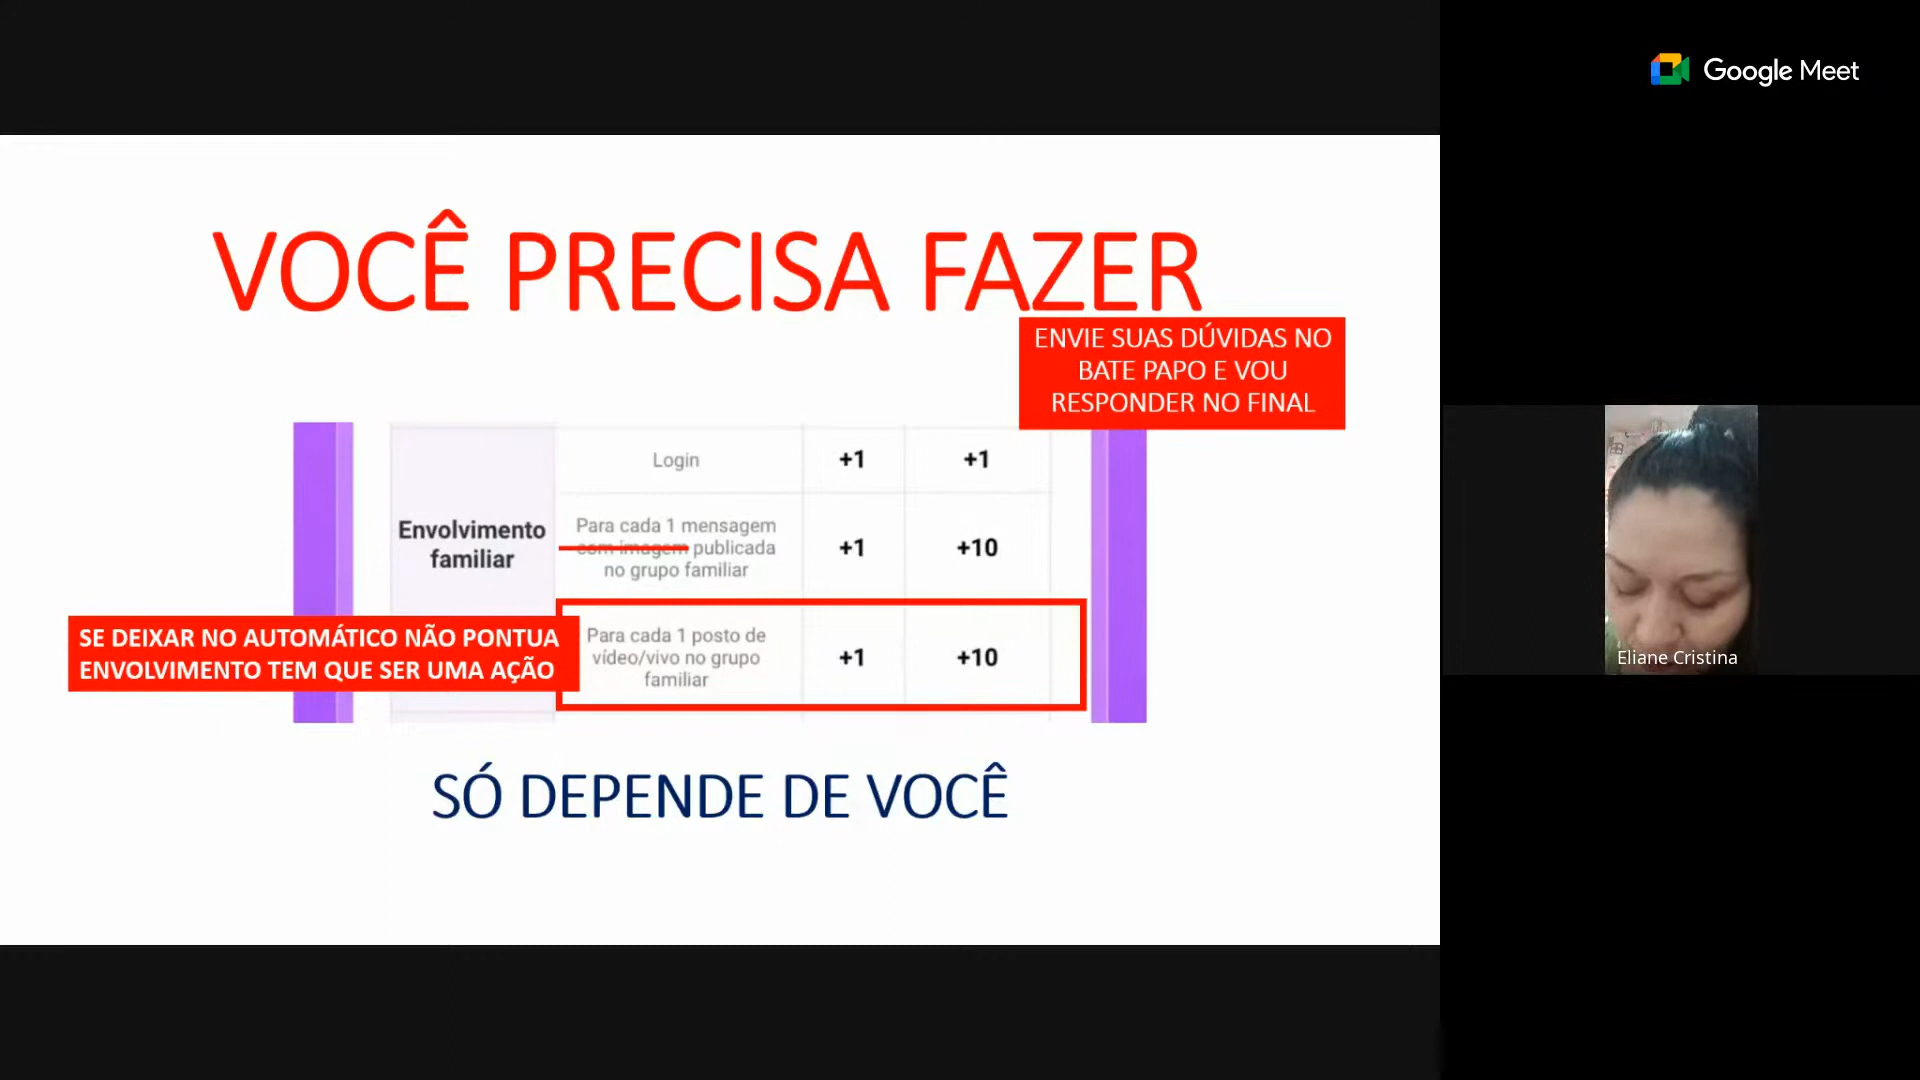 Google Meet
VOCÊ PRECISA FAZER
ENVIE SUAS DÚVIDAS NO
BATE PAPO E VOU
RESPONDER NO FINAL
Login +1 +1
Envolvimento
familiar
Para cada 1 mensagem
com imagem publicada
no grupo familiar
+1 +10
SE DEIXAR NO AUTOMÁTICO NÃO PONTUA
ENVOLVIMENTO TEM QUE SER UMA AÇÃO
Para cada 1 posto de
vídeo/vivo no grupo
familiar
+1 +10
SÓ DEPENDE DE VOCÊ
Eliane Cristina